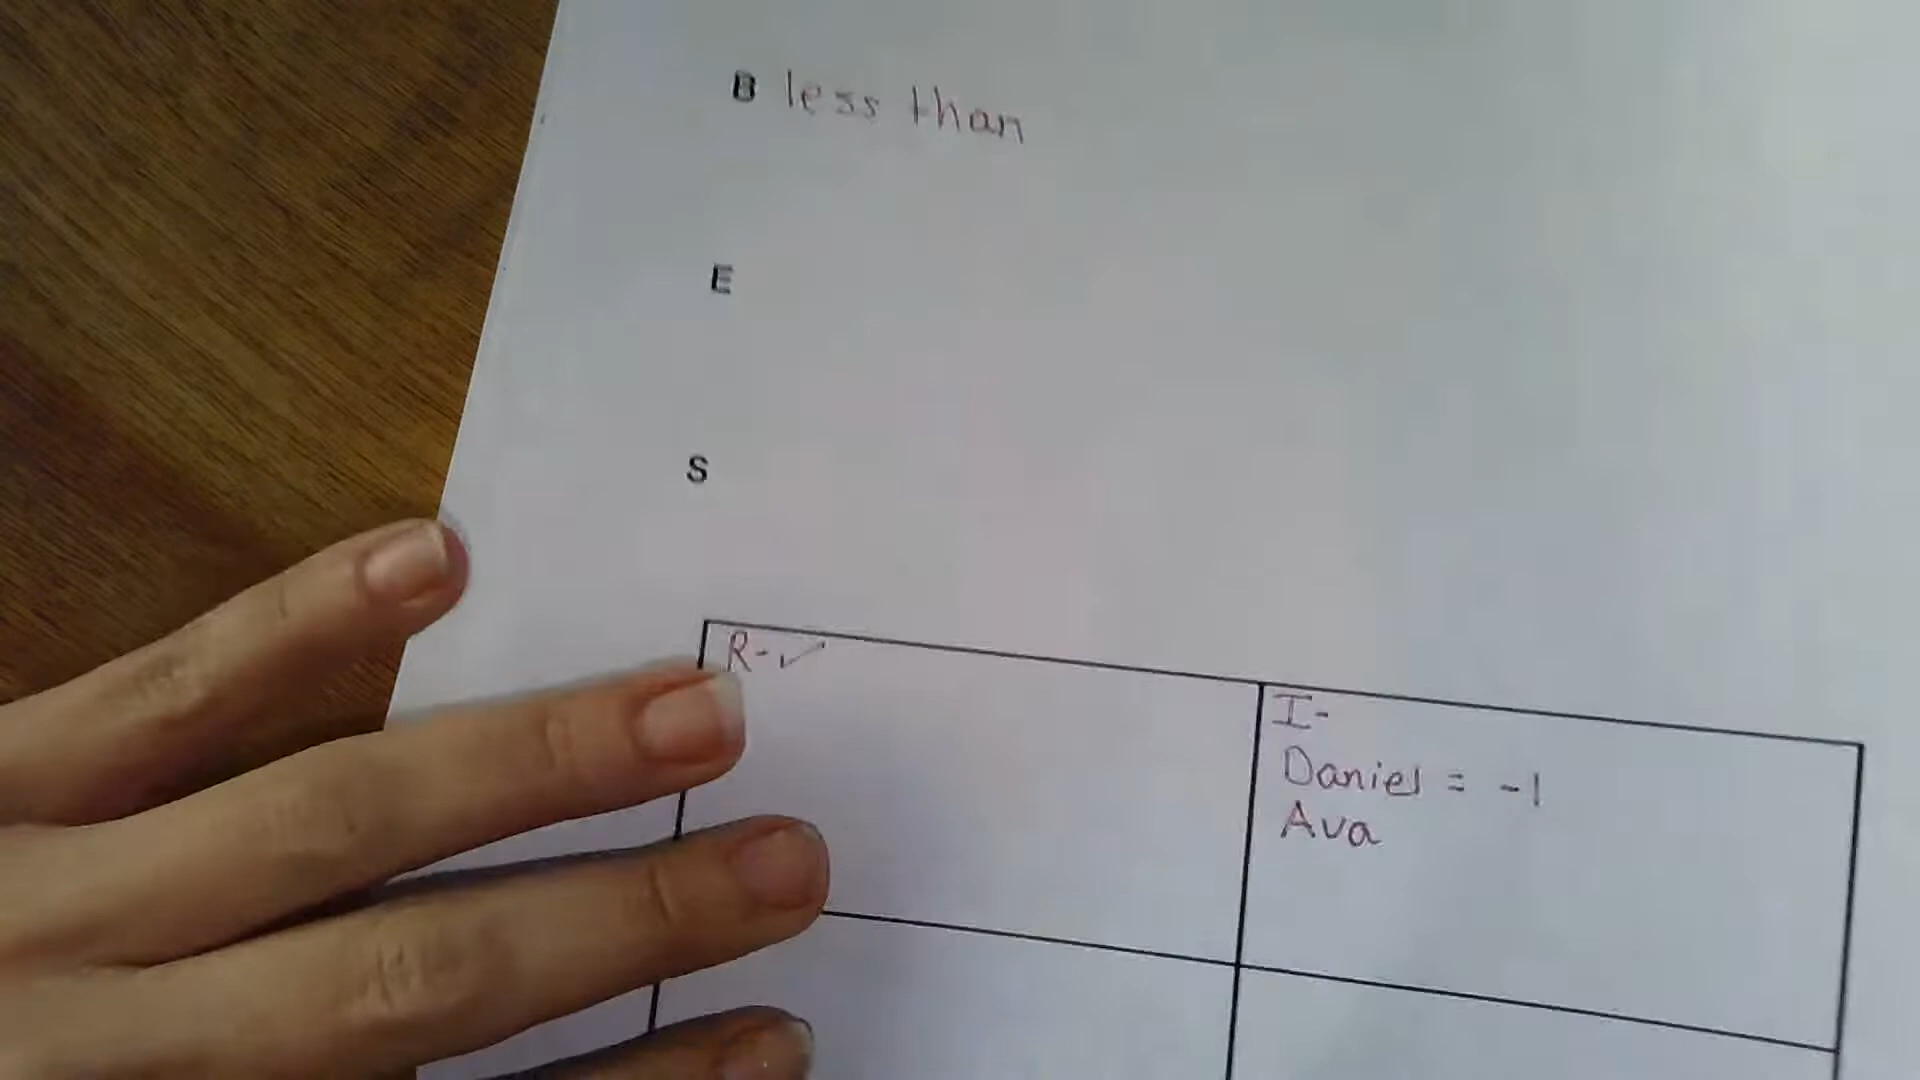 B less than
E
S
R-✓
I-
Daniel = -1
Ava